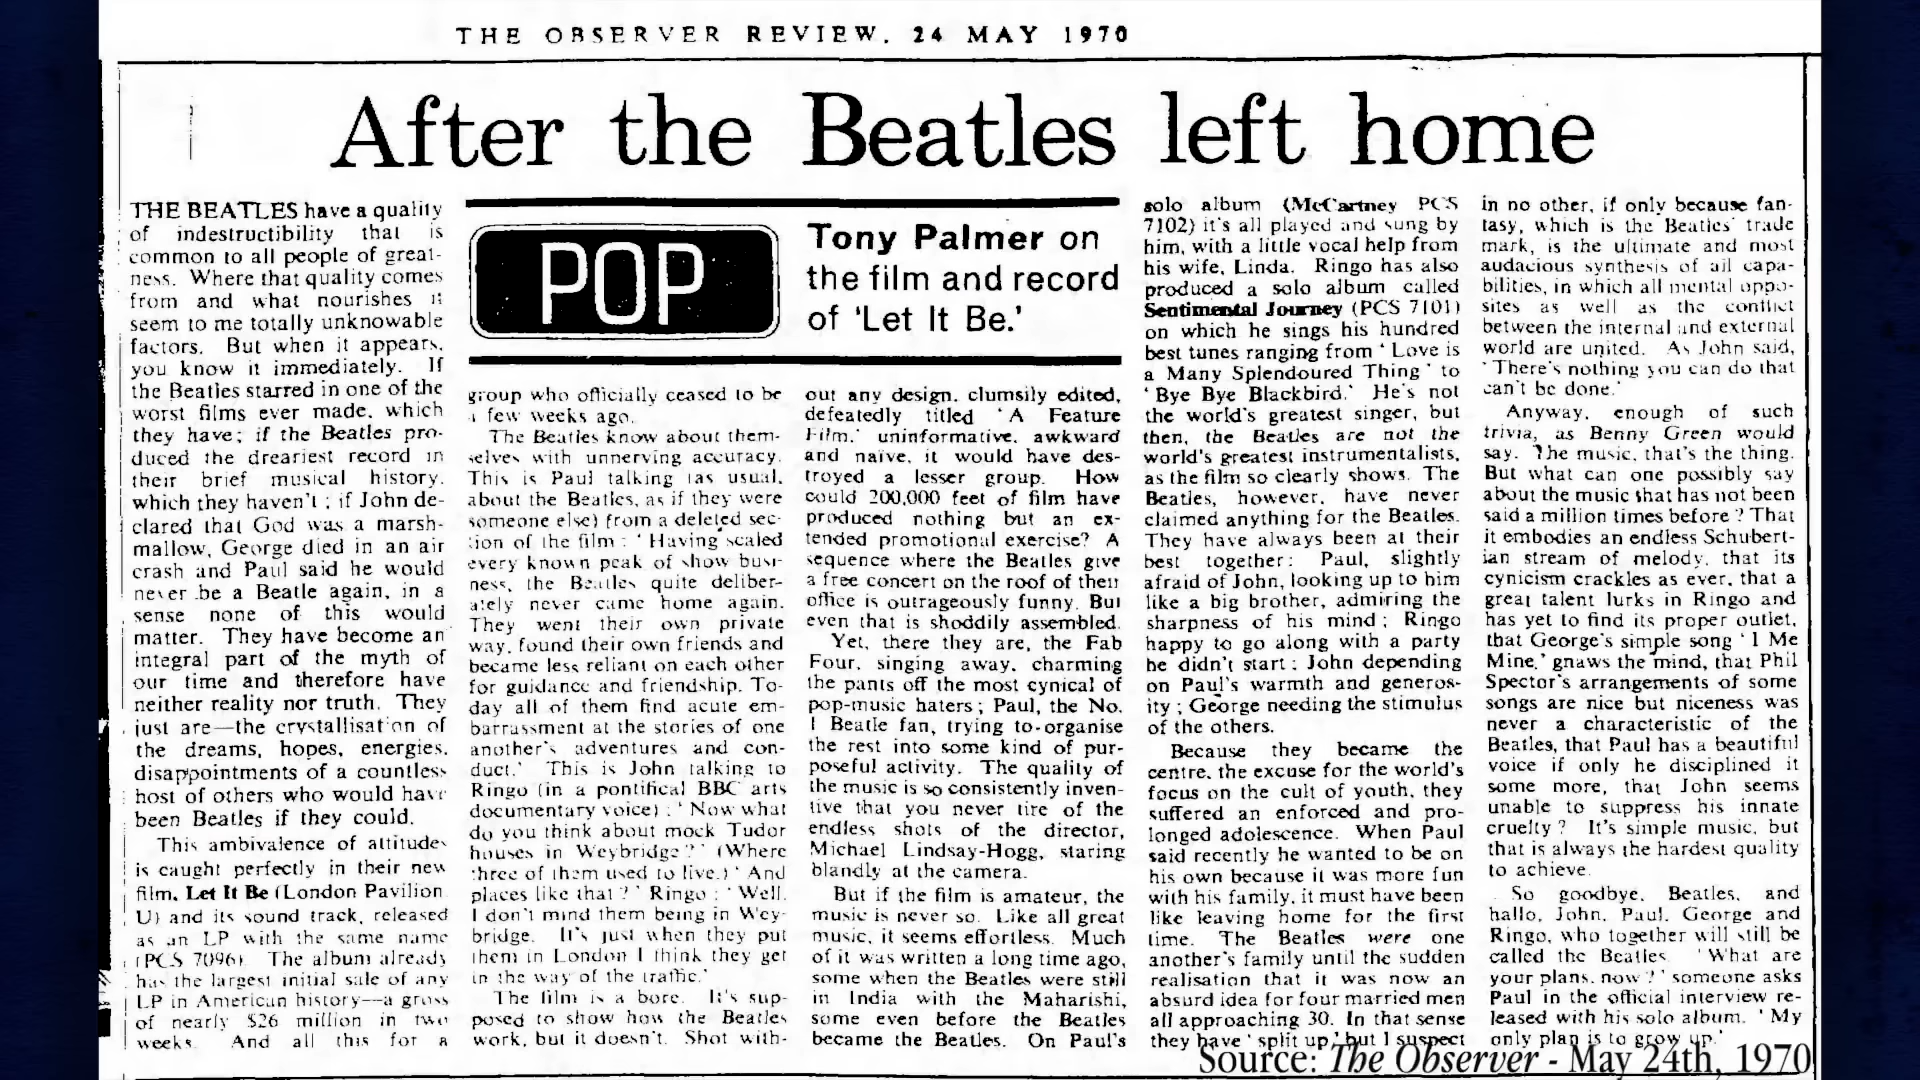 THE OBSERVER REVIEW, 24 MAY 1970
After the Beatles left home
THE BEATLES have a quality
of indestructibility that is
common to all people of great-
ness. Where that quality comes
from and what nourishes it
seem to me totally unknowable
factors. But when it appears,
you know it immediately. If
the Beatles starred in one of the
worst films ever made, which
they have; if the Beatles pro-
duced the dreariest record in
their brief musical history,
which they haven't; if John de-
clared that God was a marsh-
mallow, George died in an air
crash and Paul said he would
never be a Beatle again, in a
sense none of this would
matter. They have become an
integral part of the myth of
our time and therefore have
neither reality nor truth. They
just are—the crystallisation of
the dreams, hopes, energies,
disappointments of a countless
host of others who would have
been Beatles if they could.
This ambivalence of attitudes
is caught perfectly in their new
film, Let It Be (London Pavilion
U) and its sound track, released
as an LP with the same name
(PCS 7096). The album already
has the largest initial sale of any
LP in American history—a gross
of nearly $26 million in two
weeks. And all this for a
POP
Tony Palmer on
the film and record
of 'Let It Be.'
group who officially ceased to be
a few weeks ago.
The Beatles know about them-
selves with unnerving accuracy.
This is Paul talking (as usual,
about the Beatles, as if they were
someone else) from a deleted sec-
tion of the film: 'Having scaled
every known peak of show busi-
ness, the Beatles quite deliber-
ately never came home again.
They went their own private
way, found their own friends and
became less reliant on each other
for guidance and friendship. To-
day all of them find acute em-
barrassment at the stories of one
another's adventures and con-
duct.' This is John talking to
Ringo (in a pontifical BBC arts
documentary voice): 'Now what
do you think about mock Tudor
houses in Weybridge?' (Where
three of them used to live.) 'And
places like that?' Ringo: 'Well,
I don't mind them being in Wey-
bridge. It's just when they put
them in London I think they get
in the way of the traffic.'
The film is a bore. It's sup-
posed to show how the Beatles
work, but it doesn't. Shot with-
out any design, clumsily edited,
defeatedly titled 'A Feature
Film,' uninformative, awkward
and naïve, it would have des-
troyed a lesser group. How
could 200,000 feet of film have
produced nothing but an ex-
tended promotional exercise? A
sequence where the Beatles give
a free concert on the roof of their
office is outrageously funny. But
even that is shoddily assembled.
Yet, there they are, the Fab
Four, singing away, charming
the pants off the most cynical of
pop-music haters; Paul, the No.
1 Beatle fan, trying to organise
the rest into some kind of pur-
poseful activity. The quality of
the music is so consistently inven-
tive that you never tire of the
endless shots of the director,
Michael Lindsay-Hogg, staring
blandly at the camera.
But if the film is amateur, the
music is never so. Like all great
music, it seems effortless. Much
of it was written a long time ago,
some when the Beatles were still
in India with the Maharishi,
some even before the Beatles
became the Beatles. On Paul's
solo album (McCartney PCS
7102) it's all played and sung by
him, with a little vocal help from
his wife, Linda. Ringo has also
produced a solo album called
Sentimental Journey (PCS 7101)
on which he sings his hundred
best tunes ranging from 'Love is
a Many Splendoured Thing' to
'Bye Bye Blackbird.' He's not
the world's greatest singer, but
then, the Beatles are not the
world's greatest instrumentalists,
as the film so clearly shows. The
Beatles, however, have never
claimed anything for the Beatles.
They have always been at their
best together: Paul, slightly
afraid of John, looking up to him
like a big brother, admiring the
sharpness of his mind; Ringo
happy to go along with a party
he didn't start; John depending
on Paul's warmth and generos-
ity; George needing the stimulus
of the others.
Because they became the
centre, the excuse for the world's
focus on the cult of youth, they
suffered an enforced and pro-
longed adolescence. When Paul
said recently he wanted to be on
his own because it was more fun
with his family, it must have been
like leaving home for the first
time. The Beatles were one
another's family until the sudden
realisation that it was now an
absurd idea for four married men
all approaching 30. In that sense
they have 'split up,' but I suspect
in no other, if only because fan-
tasy, which is the Beatles' trade
mark, is the ultimate and most
audacious synthesis of all capa-
bilities, in which all mental oppo-
sites as well as the conflict
between the internal and external
world are united. As John said,
'There's nothing you can do that
can't be done.'
Anyway, enough of such
trivia, as Benny Green would
say. The music, that's the thing.
But what can one possibly say
about the music that has not been
said a million times before? That
it embodies an endless Schubert-
ian stream of melody, that its
cynicism crackles as ever, that a
great talent lurks in Ringo and
has yet to find its proper outlet,
that George's simple song 'I Me
Mine,' gnaws the mind, that Phil
Spector's arrangements of some
songs are nice but niceness was
never a characteristic of the
Beatles, that Paul has a beautiful
voice if only he disciplined it
some more, that John seems
unable to suppress his innate
cruelty? It's simple music, but
that is always the hardest quality
to achieve.
So goodbye, Beatles, and
hallo, John, Paul, George and
Ringo, who together will still be
called the Beatles. 'What are
your plans, now?' someone asks
Paul in the official interview re-
leased with his solo album. 'My
only plan is to grow up.'
Source: The Observer - May 24th, 1970